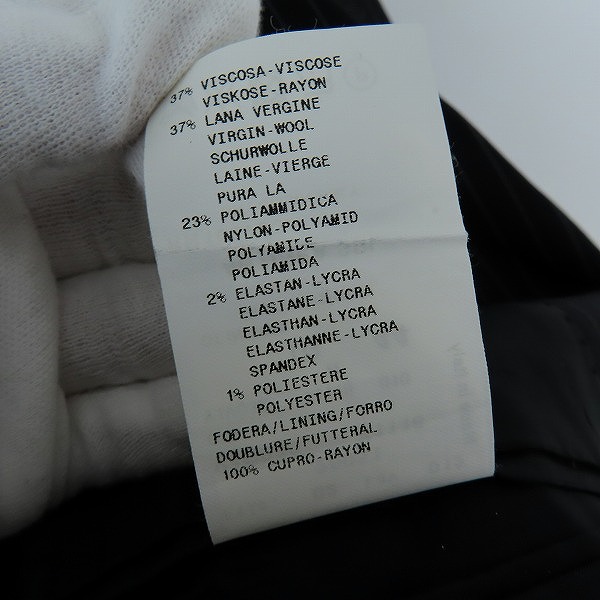 37% VISCOSA-VISCOSE
VISKOSE-RAYON
37% LANA VERGINE
VIRGIN-WOOL
SCHURWOLLE
LAINE-VIERGE
PURA LA
23% POLIAMMIDICA
NYLON-POLYAMID
POLYAMIDE
POLIAMIDA
2% ELASTAN-LYCRA
ELASTANE-LYCRA
ELASTHAN-LYCRA
ELASTHANNE-LYCRA
SPANDEX
1% POLIESTERE
POLYESTER
FODERA/LINING/FORRO
DOUBLURE/FUTTERAL
100% CUPRO-RAYON